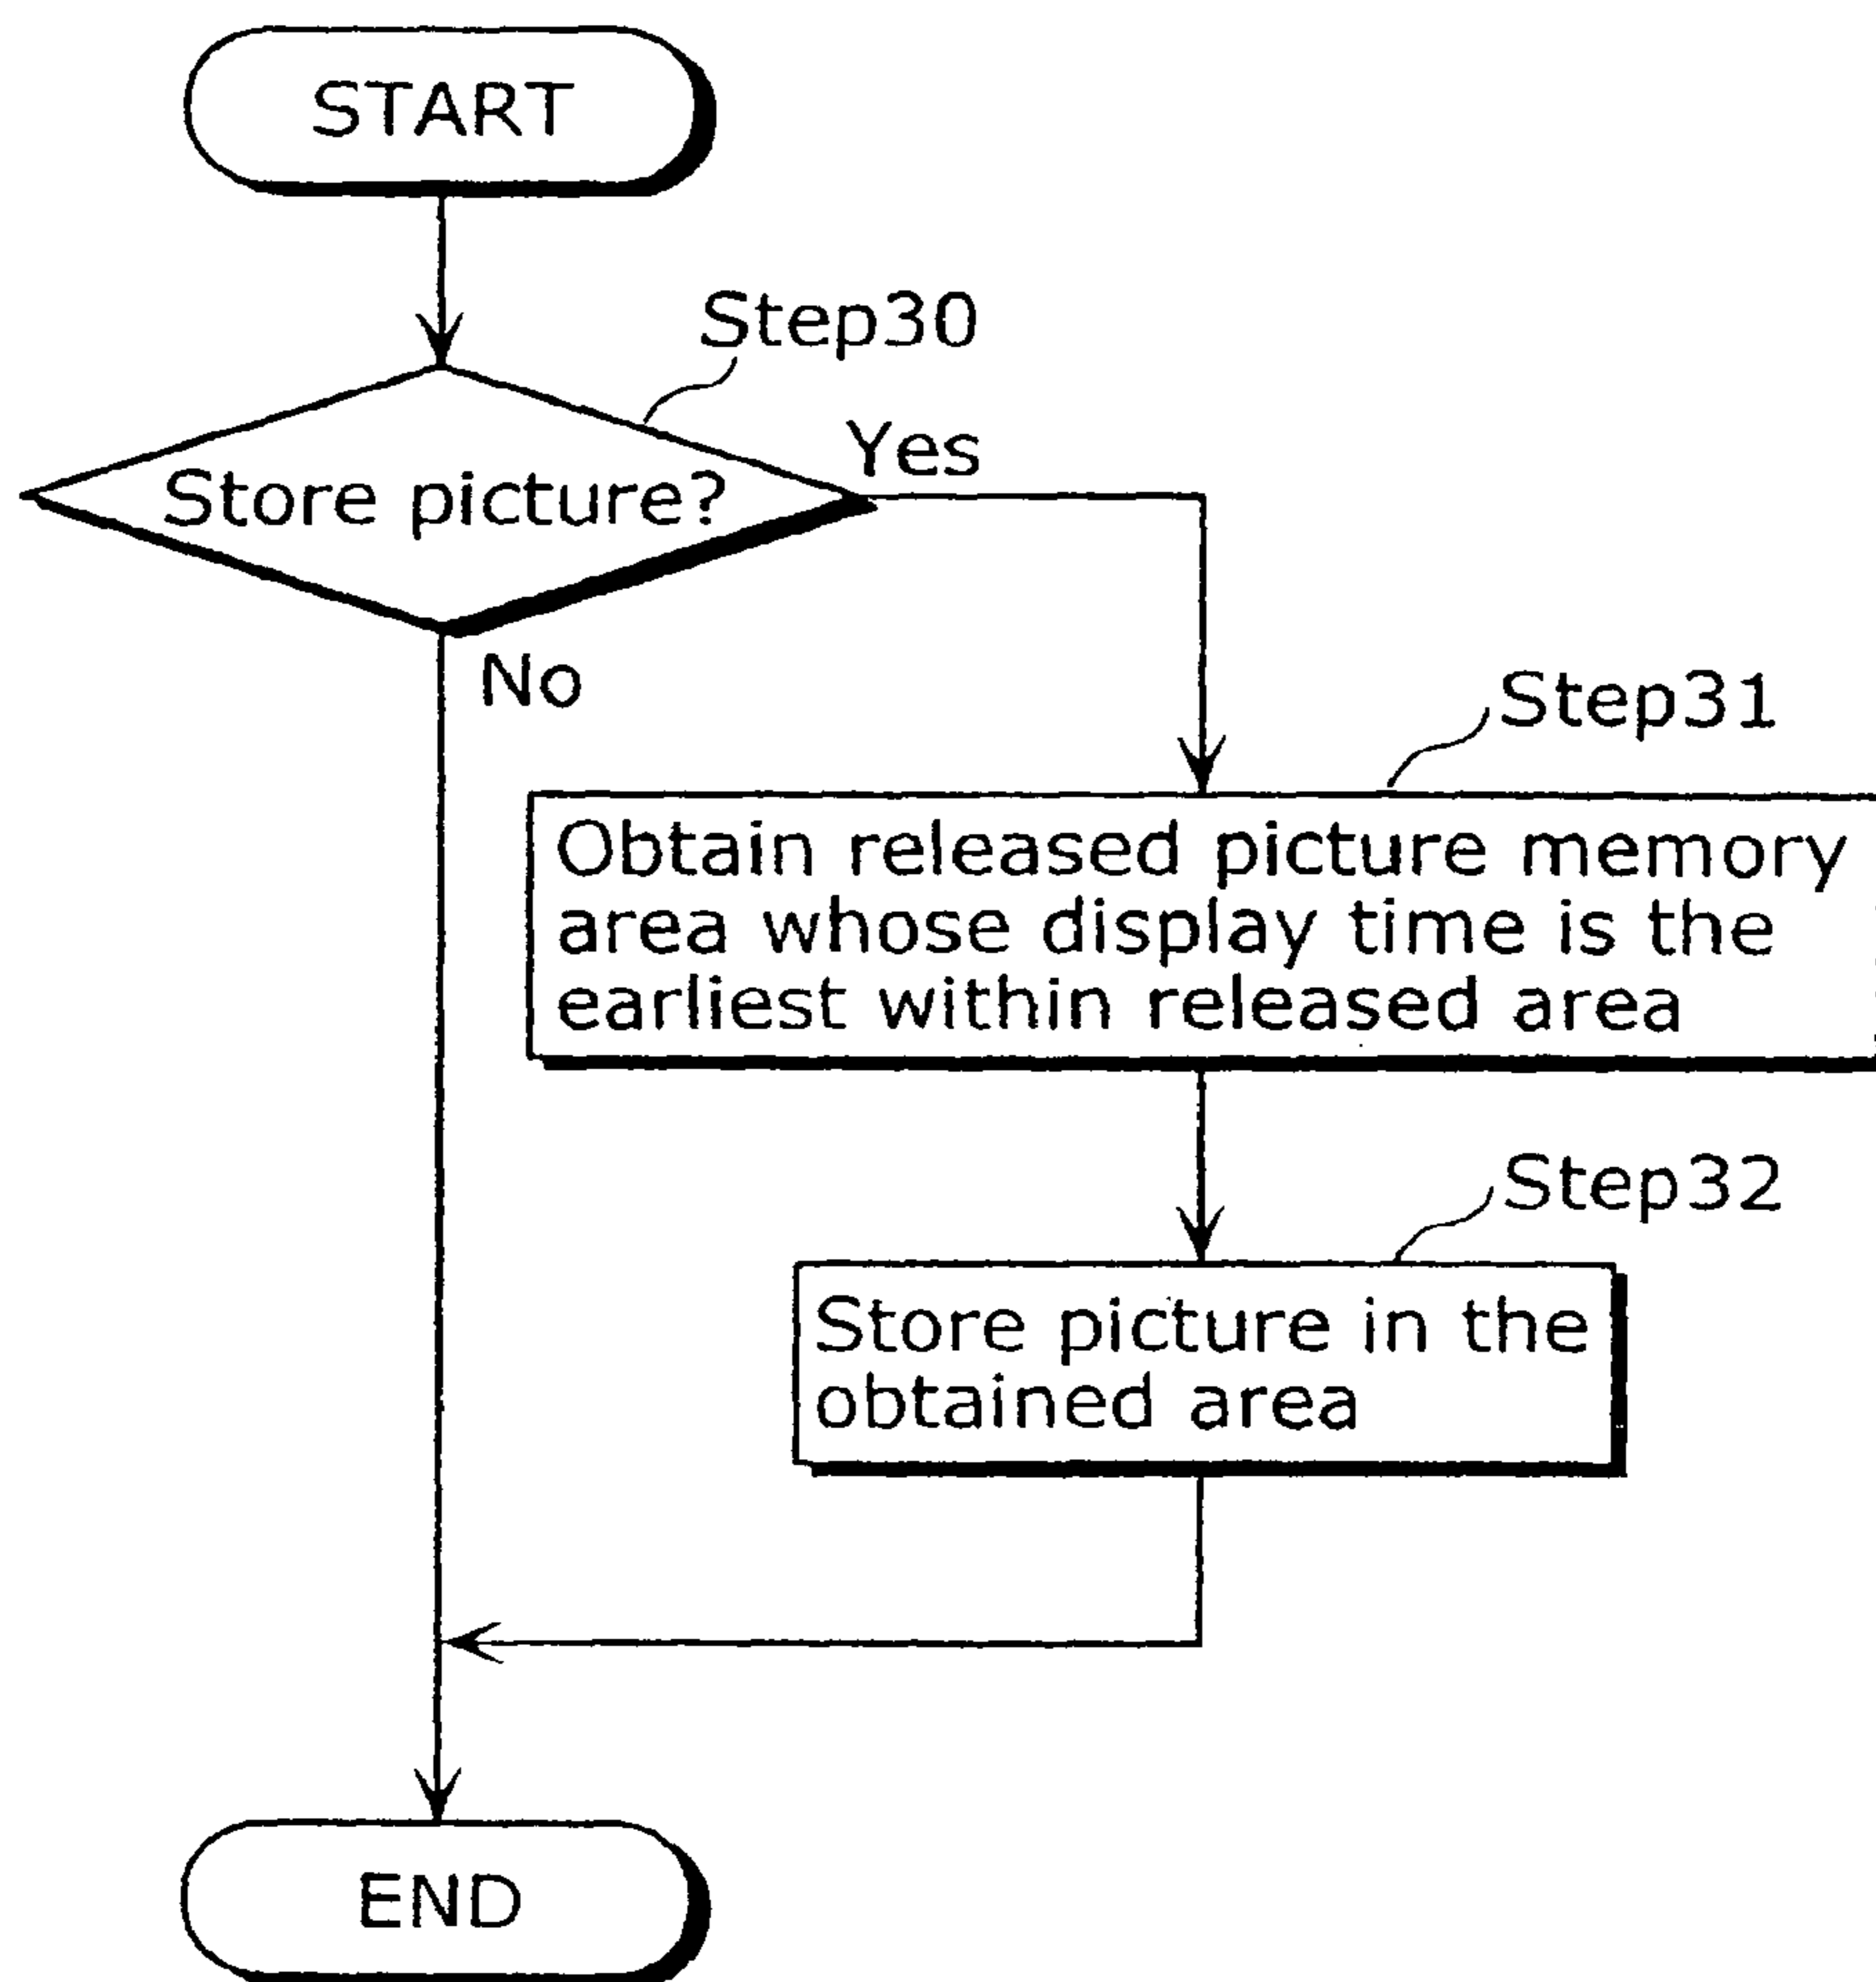 START
Step30
Yes
Store picture?
No
Step31
Obtain released picture memory
area whose display time is the
earliest within released area
Step32
Store picture in the
obtained area
END